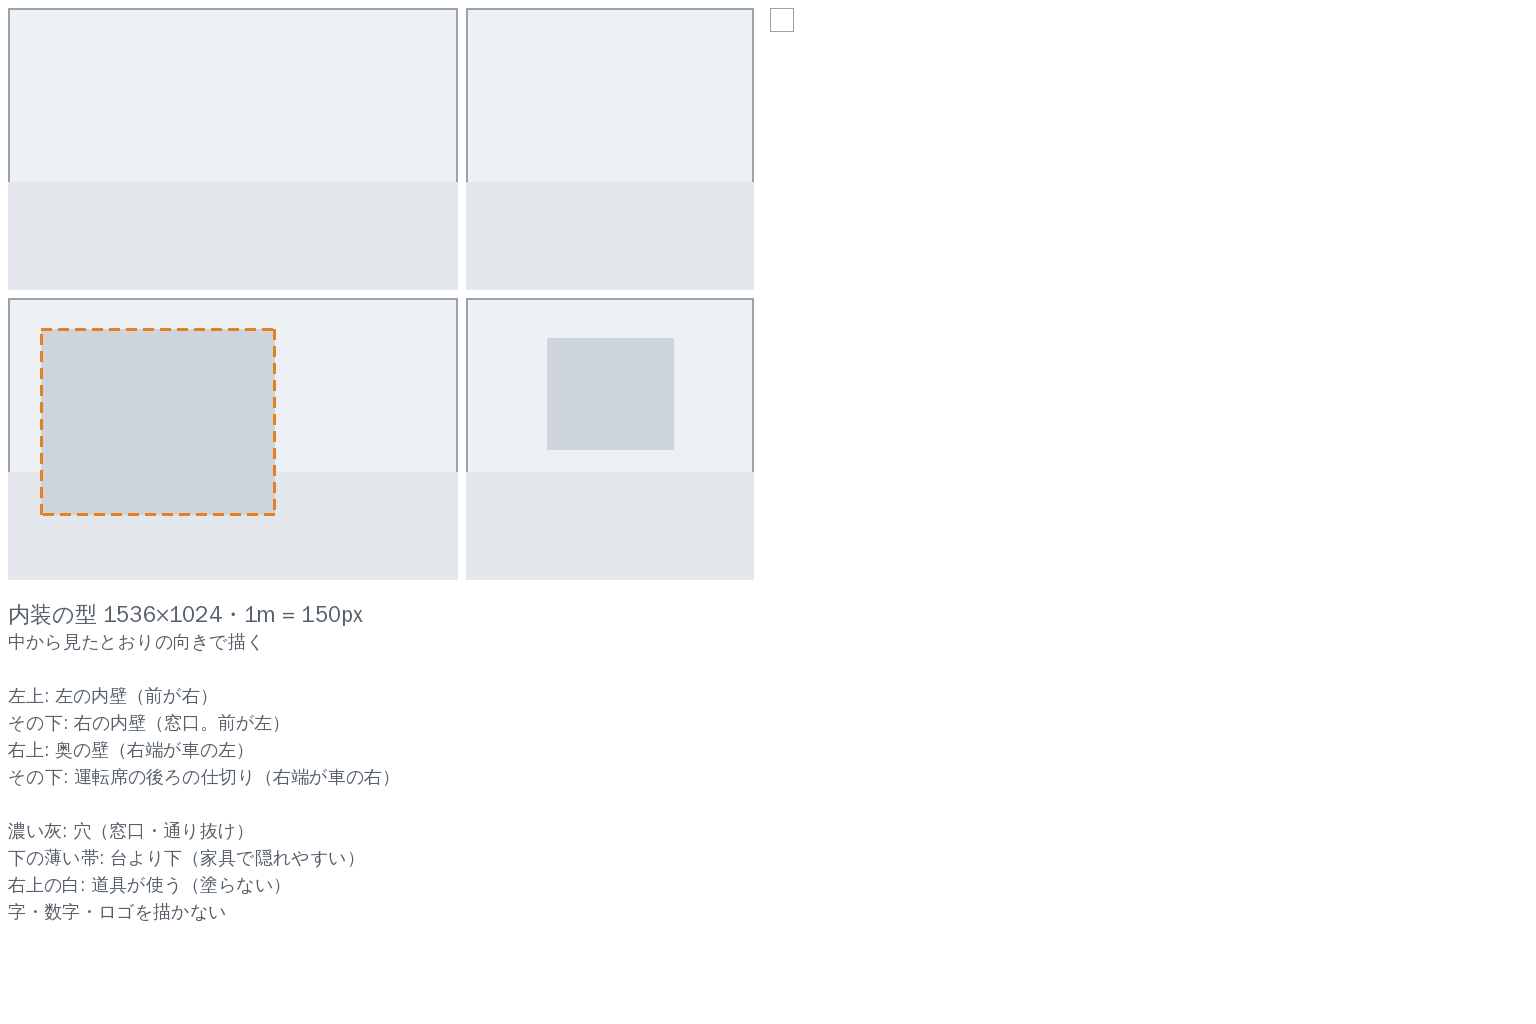 内装の型 1536×1024・1m = 150px
中から見たとおりの向きで描く
左上: 左の内壁（前が右）
その下: 右の内壁（窓口。前が左）
右上: 奥の壁（右端が車の左）
その下: 運転席の後ろの仕切り（右端が車の右）
濃い灰: 穴（窓口・通り抜け）
下の薄い帯: 台より下（家具で隠れやすい）
右上の白: 道具が使う（塗らない）
字・数字・ロゴを描かない